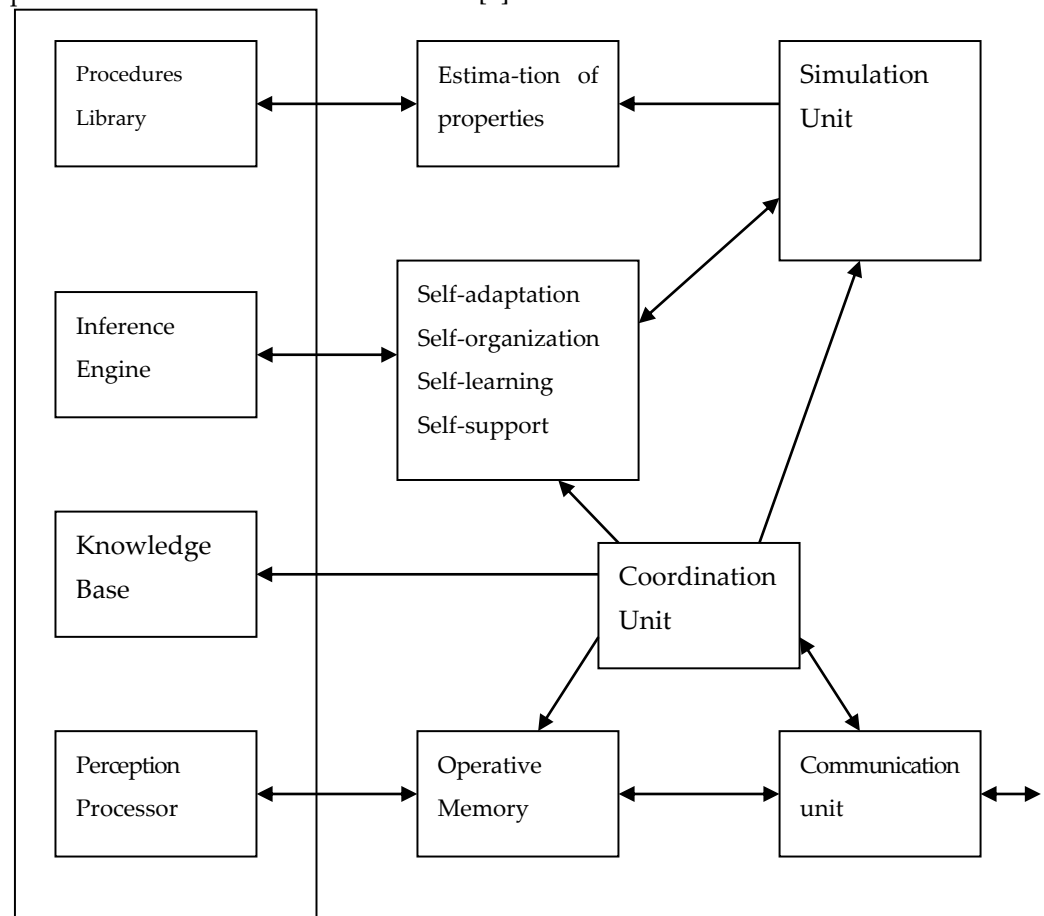 Procedures
Library
Estima-tion of
properties
Simulation
Unit
Inference
Engine
Self-adaptation
Self-organization
Self-learning
Self-support
Knowledge
Base
Coordination
Unit
Perception
Processor
Operative
Memory
Communication
unit